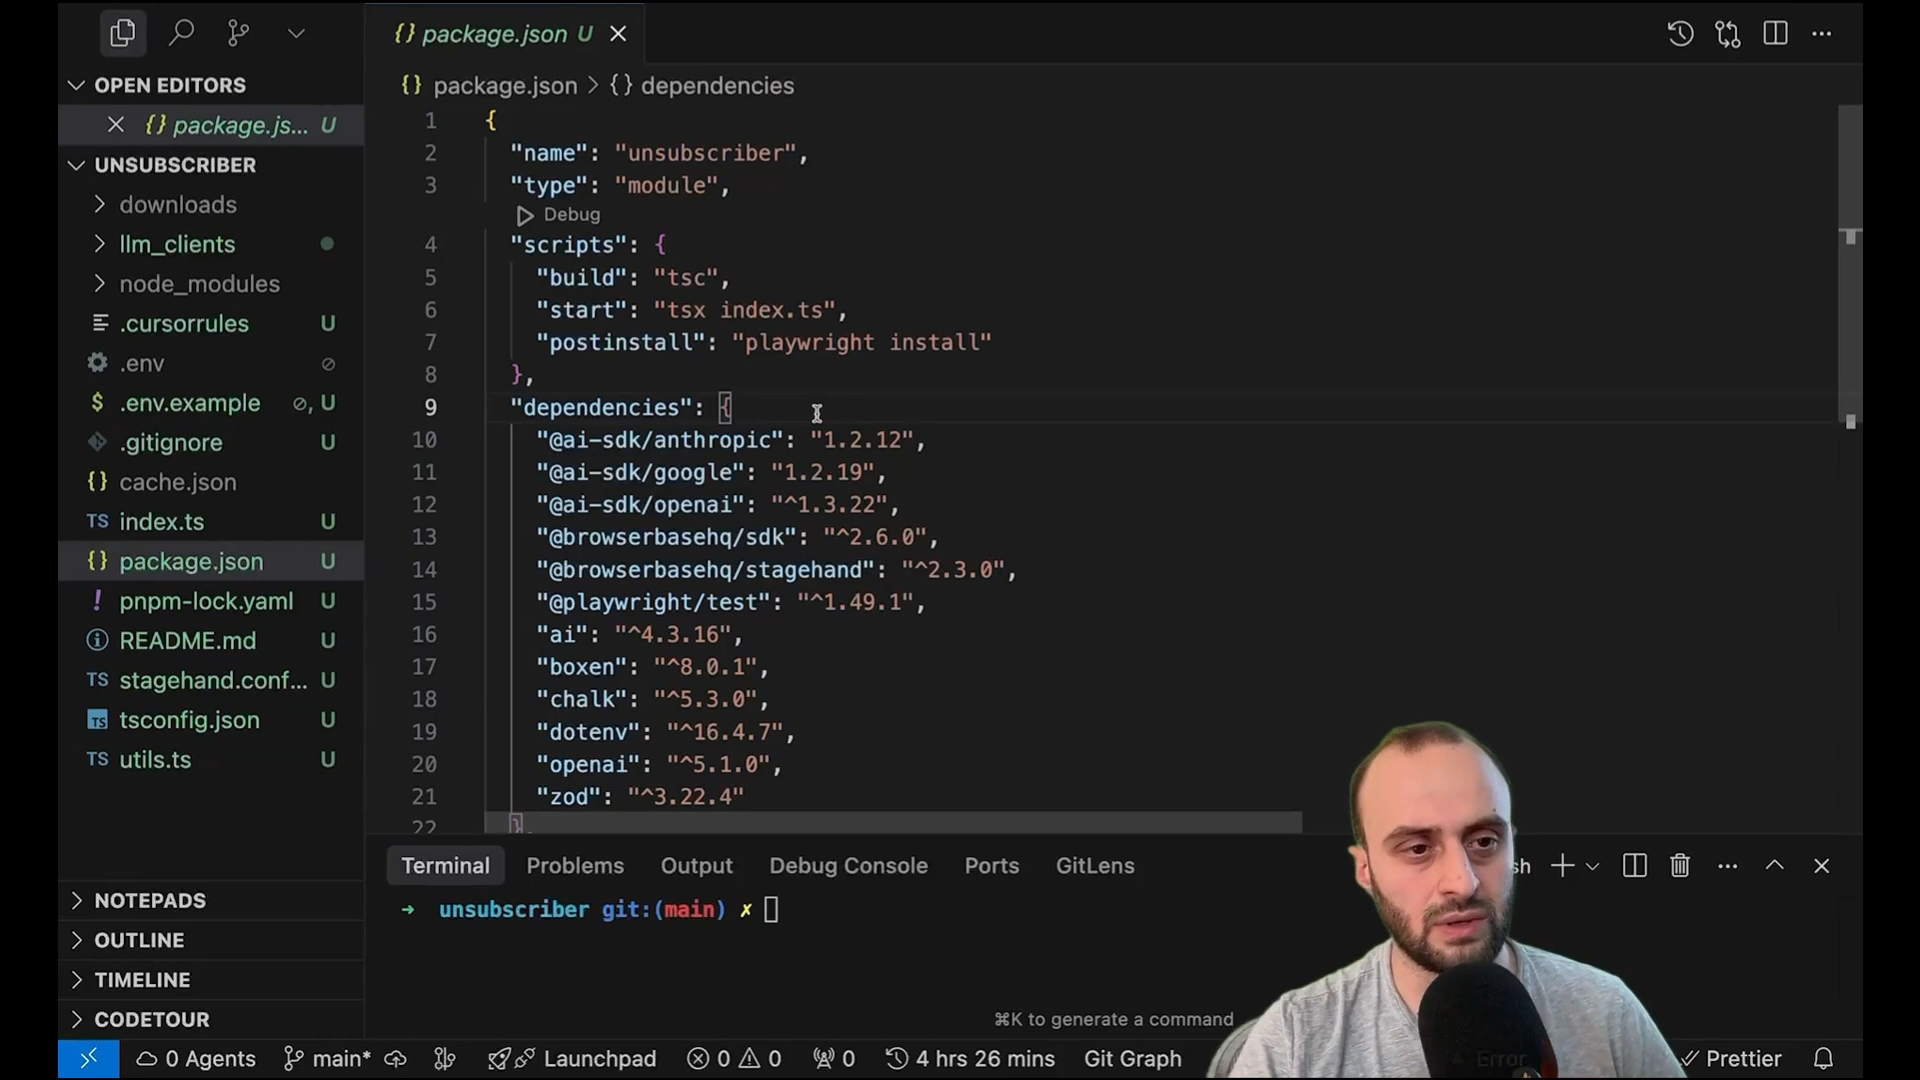 package.json U
OPEN EDITORS
package.js... U
UNSUBSCRIBER
downloads
llm_clients
node_modules
.cursorrules U
.env
.env.example , U
.gitignore U
cache.json
TS index.ts U
{} package.json U
! pnpm-lock.yaml U
README.md U
TS stagehand.conf... U
TS tsconfig.json U
TS utils.ts U
NOTEPADS
OUTLINE
TIMELINE
CODETOUR
{} package.json > {} dependencies
1 {
2 "name": "unsubscriber",
3 "type": "module",
Debug
4 "scripts": {
5 "build": "tsc",
6 "start": "tsx index.ts",
7 "postinstall": "playwright install"
8 },
9 "dependencies": {
10 "@ai-sdk/anthropic": "1.2.12",
11 "@ai-sdk/google": "1.2.19",
12 "@ai-sdk/openai": "^1.3.22",
13 "@browserbasehq/sdk": "^2.6.0",
14 "@browserbasehq/stagehand": "^2.3.0",
15 "@playwright/test": "^1.49.1",
16 "ai": "^4.3.16",
17 "boxen": "^8.0.1",
18 "chalk": "^5.3.0",
19 "dotenv": "^16.4.7",
20 "openai": "^5.1.0",
21 "zod": "^3.22.4"
22 },
Terminal Problems Output Debug Console Ports GitLens
→ unsubscriber git:(main) ✗
⌘K to generate a command
0 Agents main* Launchpad 0 0 0 4 hrs 26 mins Git Graph Error Prettier